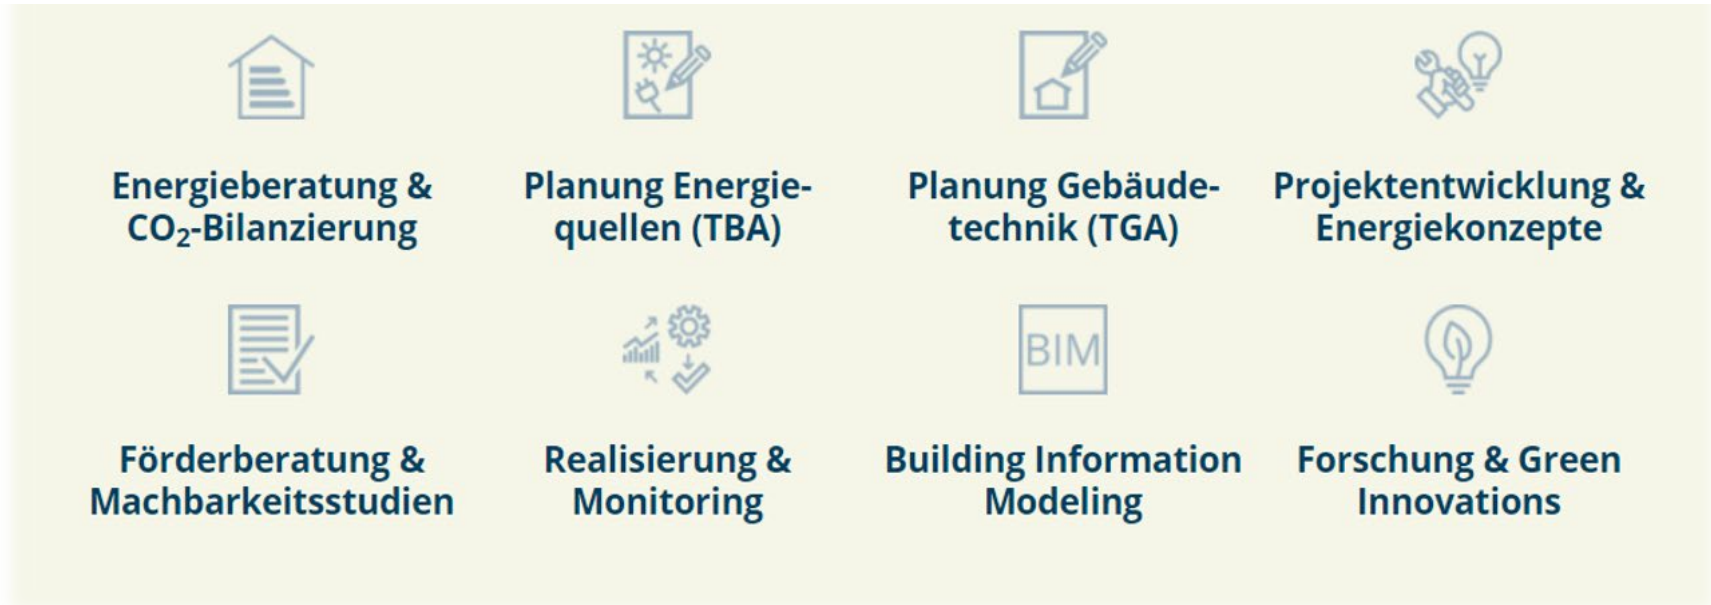 Energieberatung &
CO₂-Bilanzierung
Planung Energie-
quellen (TBA)
Planung Gebäude-
technik (TGA)
Projektentwicklung &
Energiekonzepte
Förderberatung &
Machbarkeitsstudien
Realisierung &
Monitoring
BIM
Building Information
Modeling
Forschung & Green
Innovations